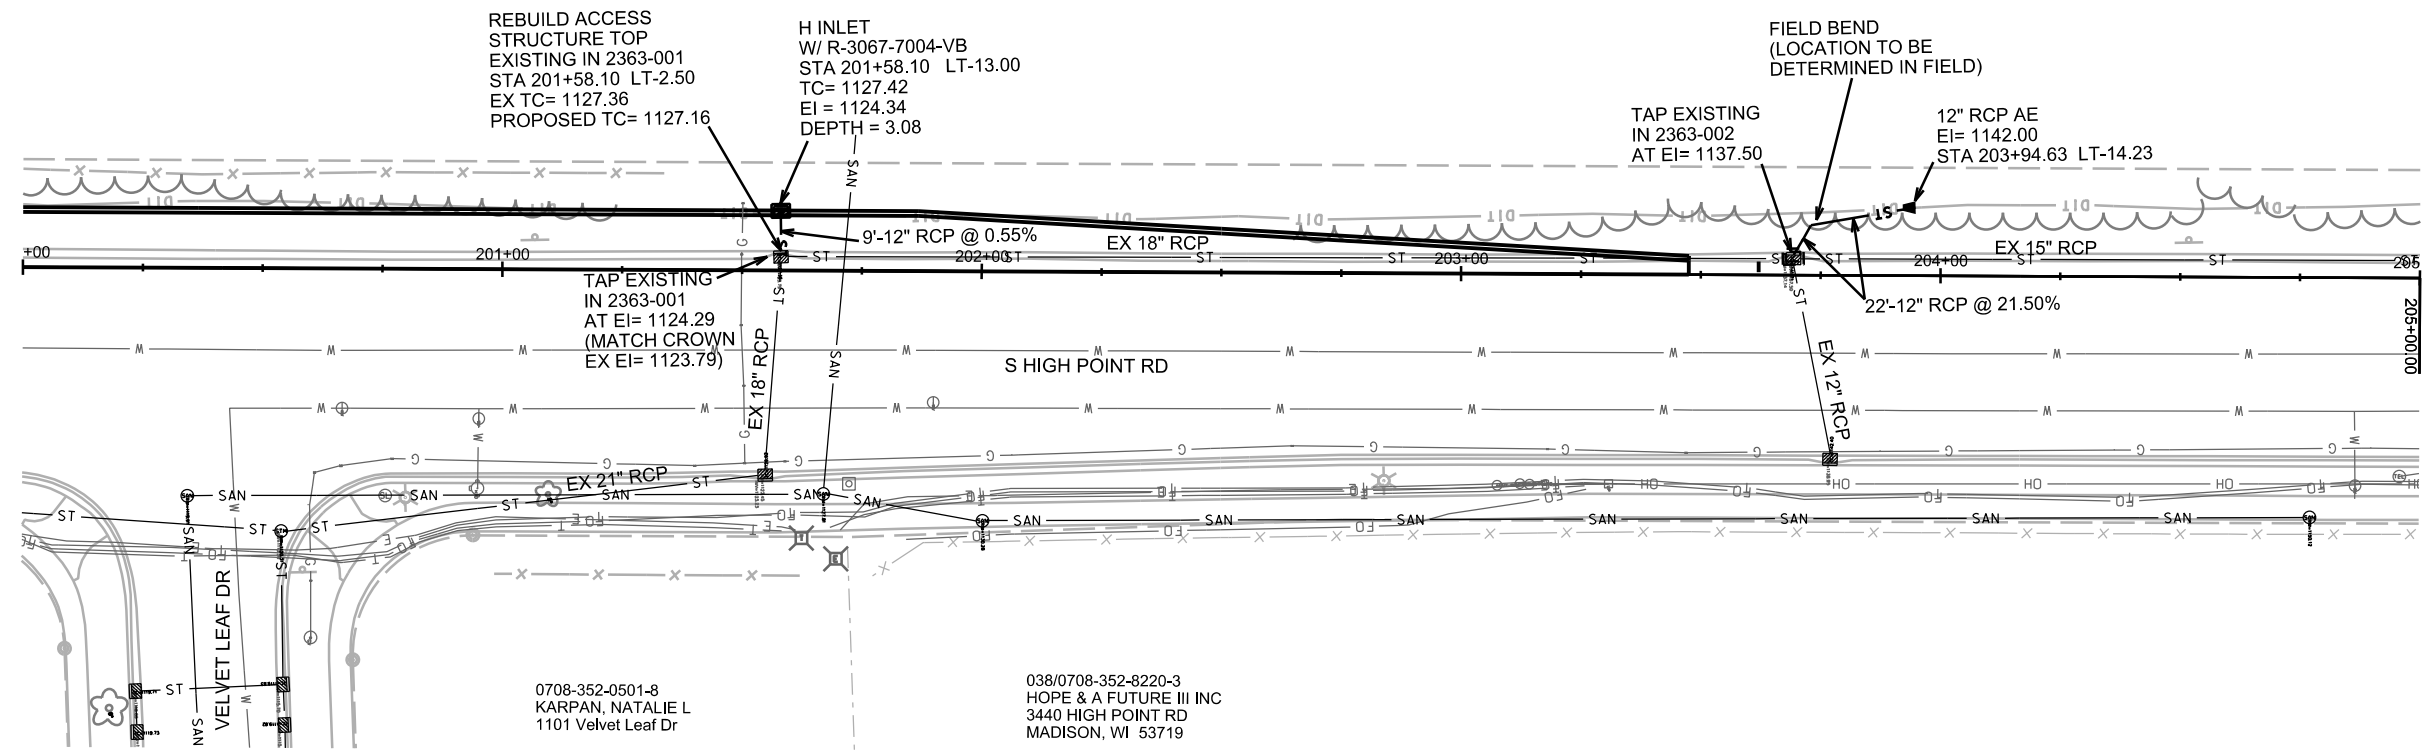 REBUILD ACCESS
STRUCTURE TOP
EXISTING IN 2363-001
STA 201+58.10 LT-2.50
EX TC= 1127.36
PROPOSED TC= 1127.16
H INLET
W/ R-3067-7004-VB
STA 201+58.10 LT-13.00
TC= 1127.42
EI = 1124.34
DEPTH = 3.08
FIELD BEND
(LOCATION TO BE
DETERMINED IN FIELD)
TAP EXISTING
IN 2363-002
AT EI= 1137.50
12" RCP AE
EI= 1142.00
STA 203+94.63 LT-14.23
9'-12" RCP @ 0.55%
EX 18" RCP
EX 15" RCP
+00
201+00
202+00
203+00
204+00
205
205+00.00
TAP EXISTING
IN 2363-001
AT EI= 1124.29
(MATCH CROWN
EX EI= 1123.79)
22'-12" RCP @ 21.50%
S HIGH POINT RD
EX 18" RCP
EX 12" RCP
EX 21" RCP
VELVET LEAF DR
0708-352-0501-8
KARPAN, NATALIE L
1101 Velvet Leaf Dr
038/0708-352-8220-3
HOPE & A FUTURE III INC
3440 HIGH POINT RD
MADISON, WI 53719